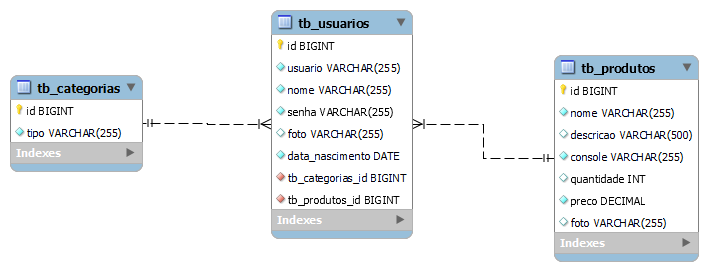 tb_categorias
id BIGINT
tipo VARCHAR(255)
Indexes
tb_usuarios
id BIGINT
usuario VARCHAR(255)
nome VARCHAR(255)
senha VARCHAR(255)
foto VARCHAR(255)
data_nascimento DATE
tb_categorias_id BIGINT
tb_produtos_id BIGINT
Indexes
tb_produtos
id BIGINT
nome VARCHAR(255)
descricao VARCHAR(500)
console VARCHAR(255)
quantidade INT
preco DECIMAL
foto VARCHAR(255)
Indexes